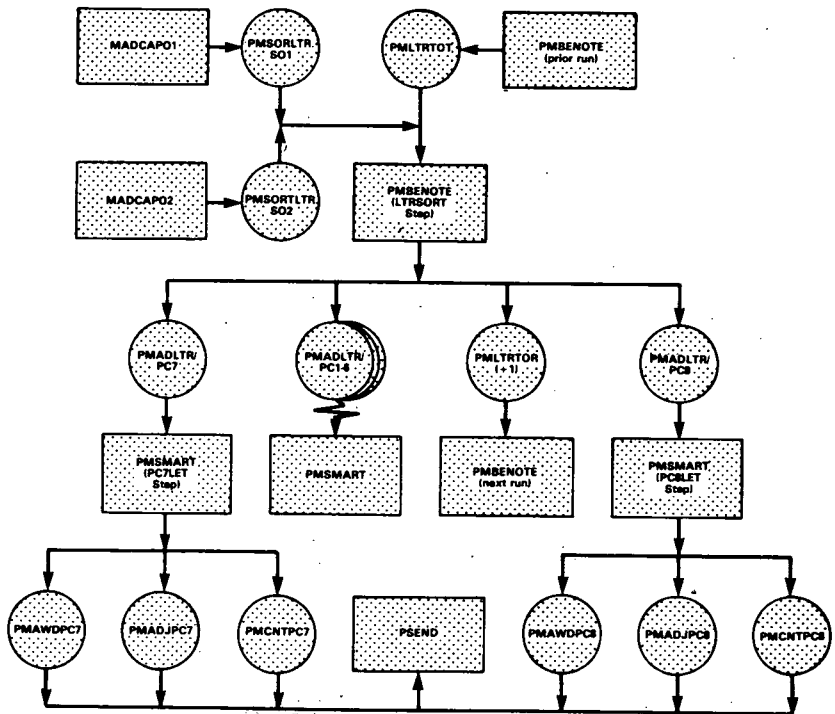 MADCAP01
PMSORLTR
SO1
PMLTRTOT
PMBENOTE
(prior run)
MADCAP02
PMSORTLTR
SO2
PMBENOTE
(LTRSORT
Step)
PMADLTR/
PC7
PMADLTR/
PC1-6
PMLTRTOR
(+1)
PMADLTR/
PC8
PMSMART
(PC7LET
Step)
PMSMART
PMBENOTE
(next run)
PMSMART
(PC8LET
Step)
PMAWDPC7
PMADJPC7
PMCNTPC7
PSEND
PMAWDPC8
PMADJPC8
PMCNTPC8